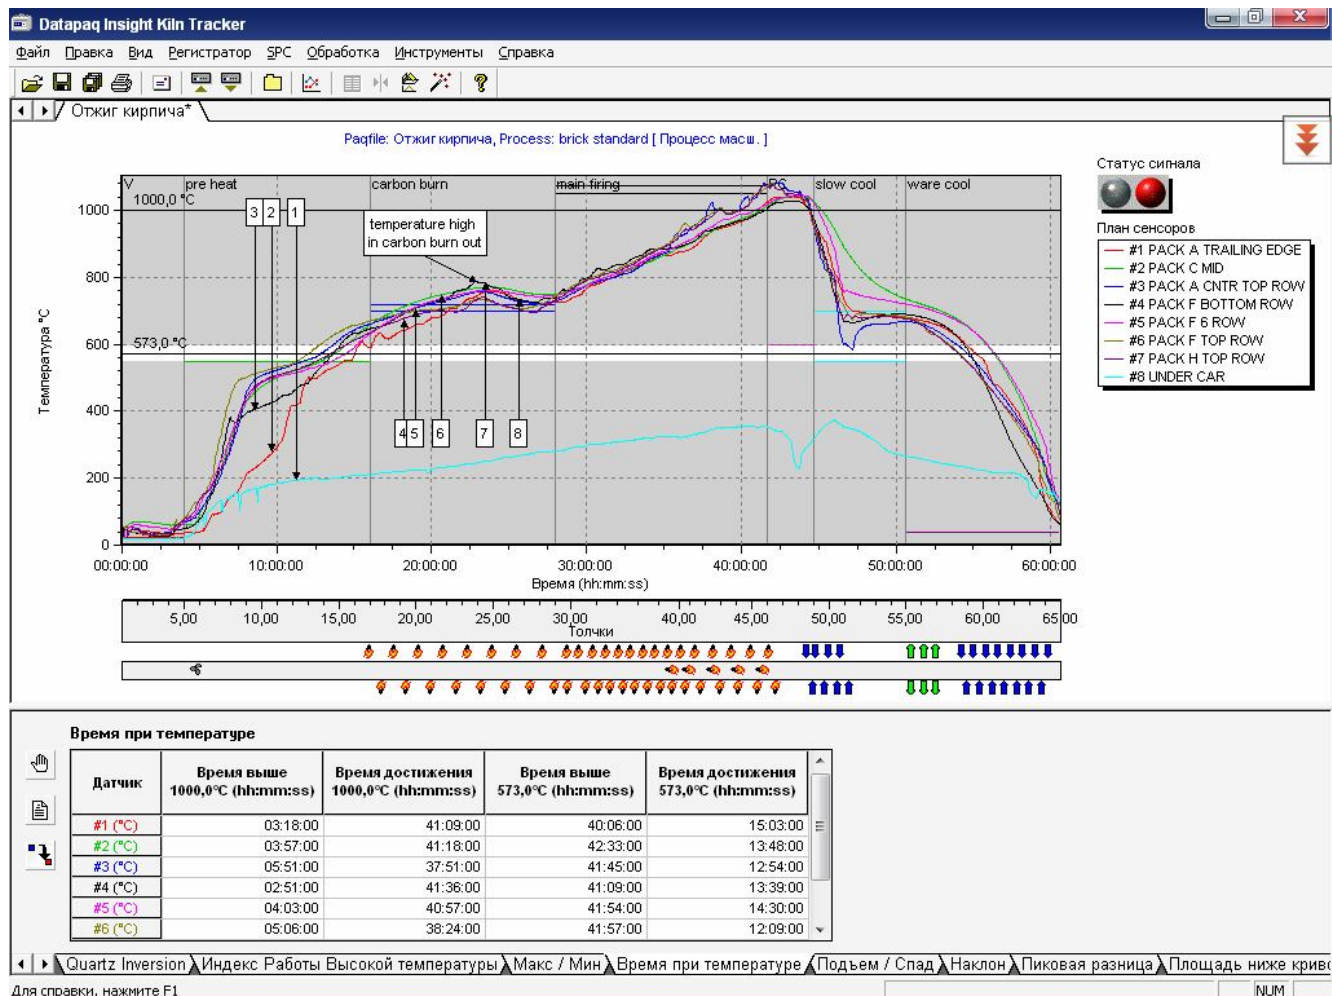 Datapaq Insight Kiln Tracker
Файл Правка Вид Регистратор SPC Обработка Инструменты Справка
Отжиг кирпича*
Paqfile: Отжиг кирпича, Process: brick standard [ Процесс масш. ]
Статус сигнала
План сенсоров
#1 PACK A TRAILING EDGE
#2 PACK C MID
#3 PACK A CNTR TOP ROW
#4 PACK F BOTTOM ROW
#5 PACK F 6 ROW
#6 PACK F TOP ROW
#7 PACK H TOP ROW
#8 UNDER CAR
V pre heat carbon burn main firing PC slow cool ware cool
1000,0 °C
3 2 1
temperature high
in carbon burn out
573,0 °C
4 5 6 7 8
Температура °C
1000
800
600
400
200
0
00:00:00 10:00:00 20:00:00 30:00:00 40:00:00 50:00:00 60:00:00
Время (hh:mm:ss)
5,00 10,00 15,00 20,00 25,00 30,00 40,00 45,00 50,00 55,00 60,00 65,00
Толчки
Время при температуре
Датчик Время выше 1000,0°C (hh:mm:ss) Время достижения 1000,0°C (hh:mm:ss) Время выше 573,0°C (hh:mm:ss) Время достижения 573,0°C (hh:mm:ss)
#1 (°C) 03:18:00 41:09:00 40:06:00 15:03:00
#2 (°C) 03:57:00 41:18:00 42:33:00 13:48:00
#3 (°C) 05:51:00 37:51:00 41:45:00 12:54:00
#4 (°C) 02:51:00 41:36:00 41:09:00 13:39:00
#5 (°C) 04:03:00 40:57:00 41:54:00 14:30:00
#6 (°C) 05:06:00 38:24:00 41:57:00 12:09:00
Quartz Inversion Индекс Работы Высокой температуры Макс / Мин Время при температуре Подъем / Спад Наклон Пиковая разница Площадь ниже криво
Для справки, нажмите F1
NUM